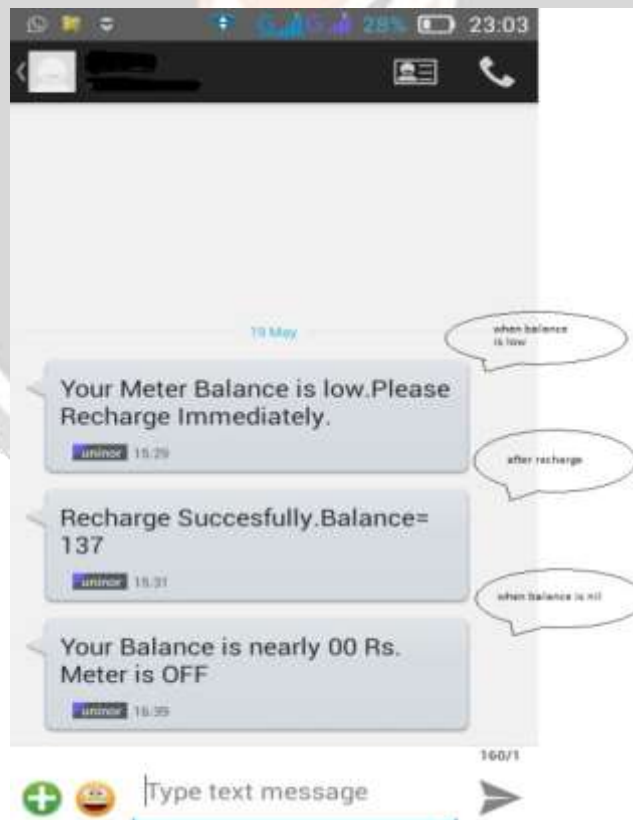 28% 23:03
19 May
when balance
is low
Your Meter Balance is low.Please
Recharge Immediately.
uninor 15:29
after recharge
Recharge Succesfully.Balance=
137
uninor 15:31
when balance is nil
Your Balance is nearly 00 Rs.
Meter is OFF
uninor
160/1
Type text message